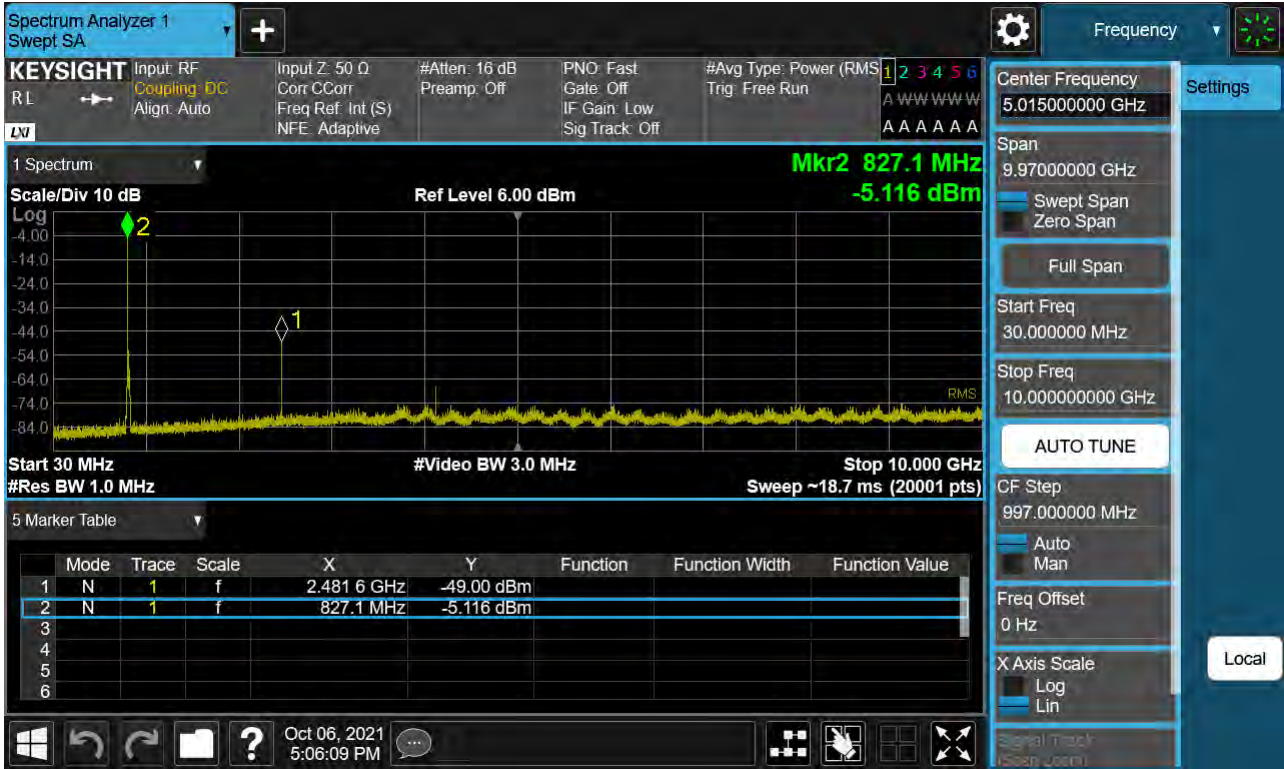 Spectrum Analyzer 1
Swept SA
+
Frequency
KEYSIGHT
R L
LXI
Input: RF
Coupling: DC
Align: Auto
Input Z: 50 Ω
Corr CCorr
Freq Ref: Int (S)
NFE: Adaptive
#Atten: 16 dB
Preamp: Off
PNO: Fast
Gate: Off
IF Gain: Low
Sig Track: Off
#Avg Type: Power (RMS
Trig: Free Run
1 2 3 4 5 6
A W W W W W
A A A A A A
1 Spectrum
Mkr2 827.1 MHz
-5.116 dBm
Scale/Div 10 dB
Ref Level 6.00 dBm
Log
-4.00
-14.0
-24.0
-34.0
-44.0
-54.0
-64.0
-74.0
-84.0
2
1
RMS
Start 30 MHz
#Video BW 3.0 MHz
Stop 10.000 GHz
#Res BW 1.0 MHz
Sweep ~18.7 ms (20001 pts)
5 Marker Table
Mode Trace Scale X Y Function Function Width Function Value
1 N 1 f 2.481 6 GHz -49.00 dBm
2 N 1 f 827.1 MHz -5.116 dBm
3
4
5
6
Center Frequency
5.015000000 GHz
Settings
Span
9.97000000 GHz
Swept Span
Zero Span
Full Span
Start Freq
30.000000 MHz
Stop Freq
10.000000000 GHz
AUTO TUNE
CF Step
997.000000 MHz
Auto
Man
Freq Offset
0 Hz
X Axis Scale
Log
Lin
Signal Track
(Span Zoom)
Local
?
Oct 06, 2021
5:06:09 PM